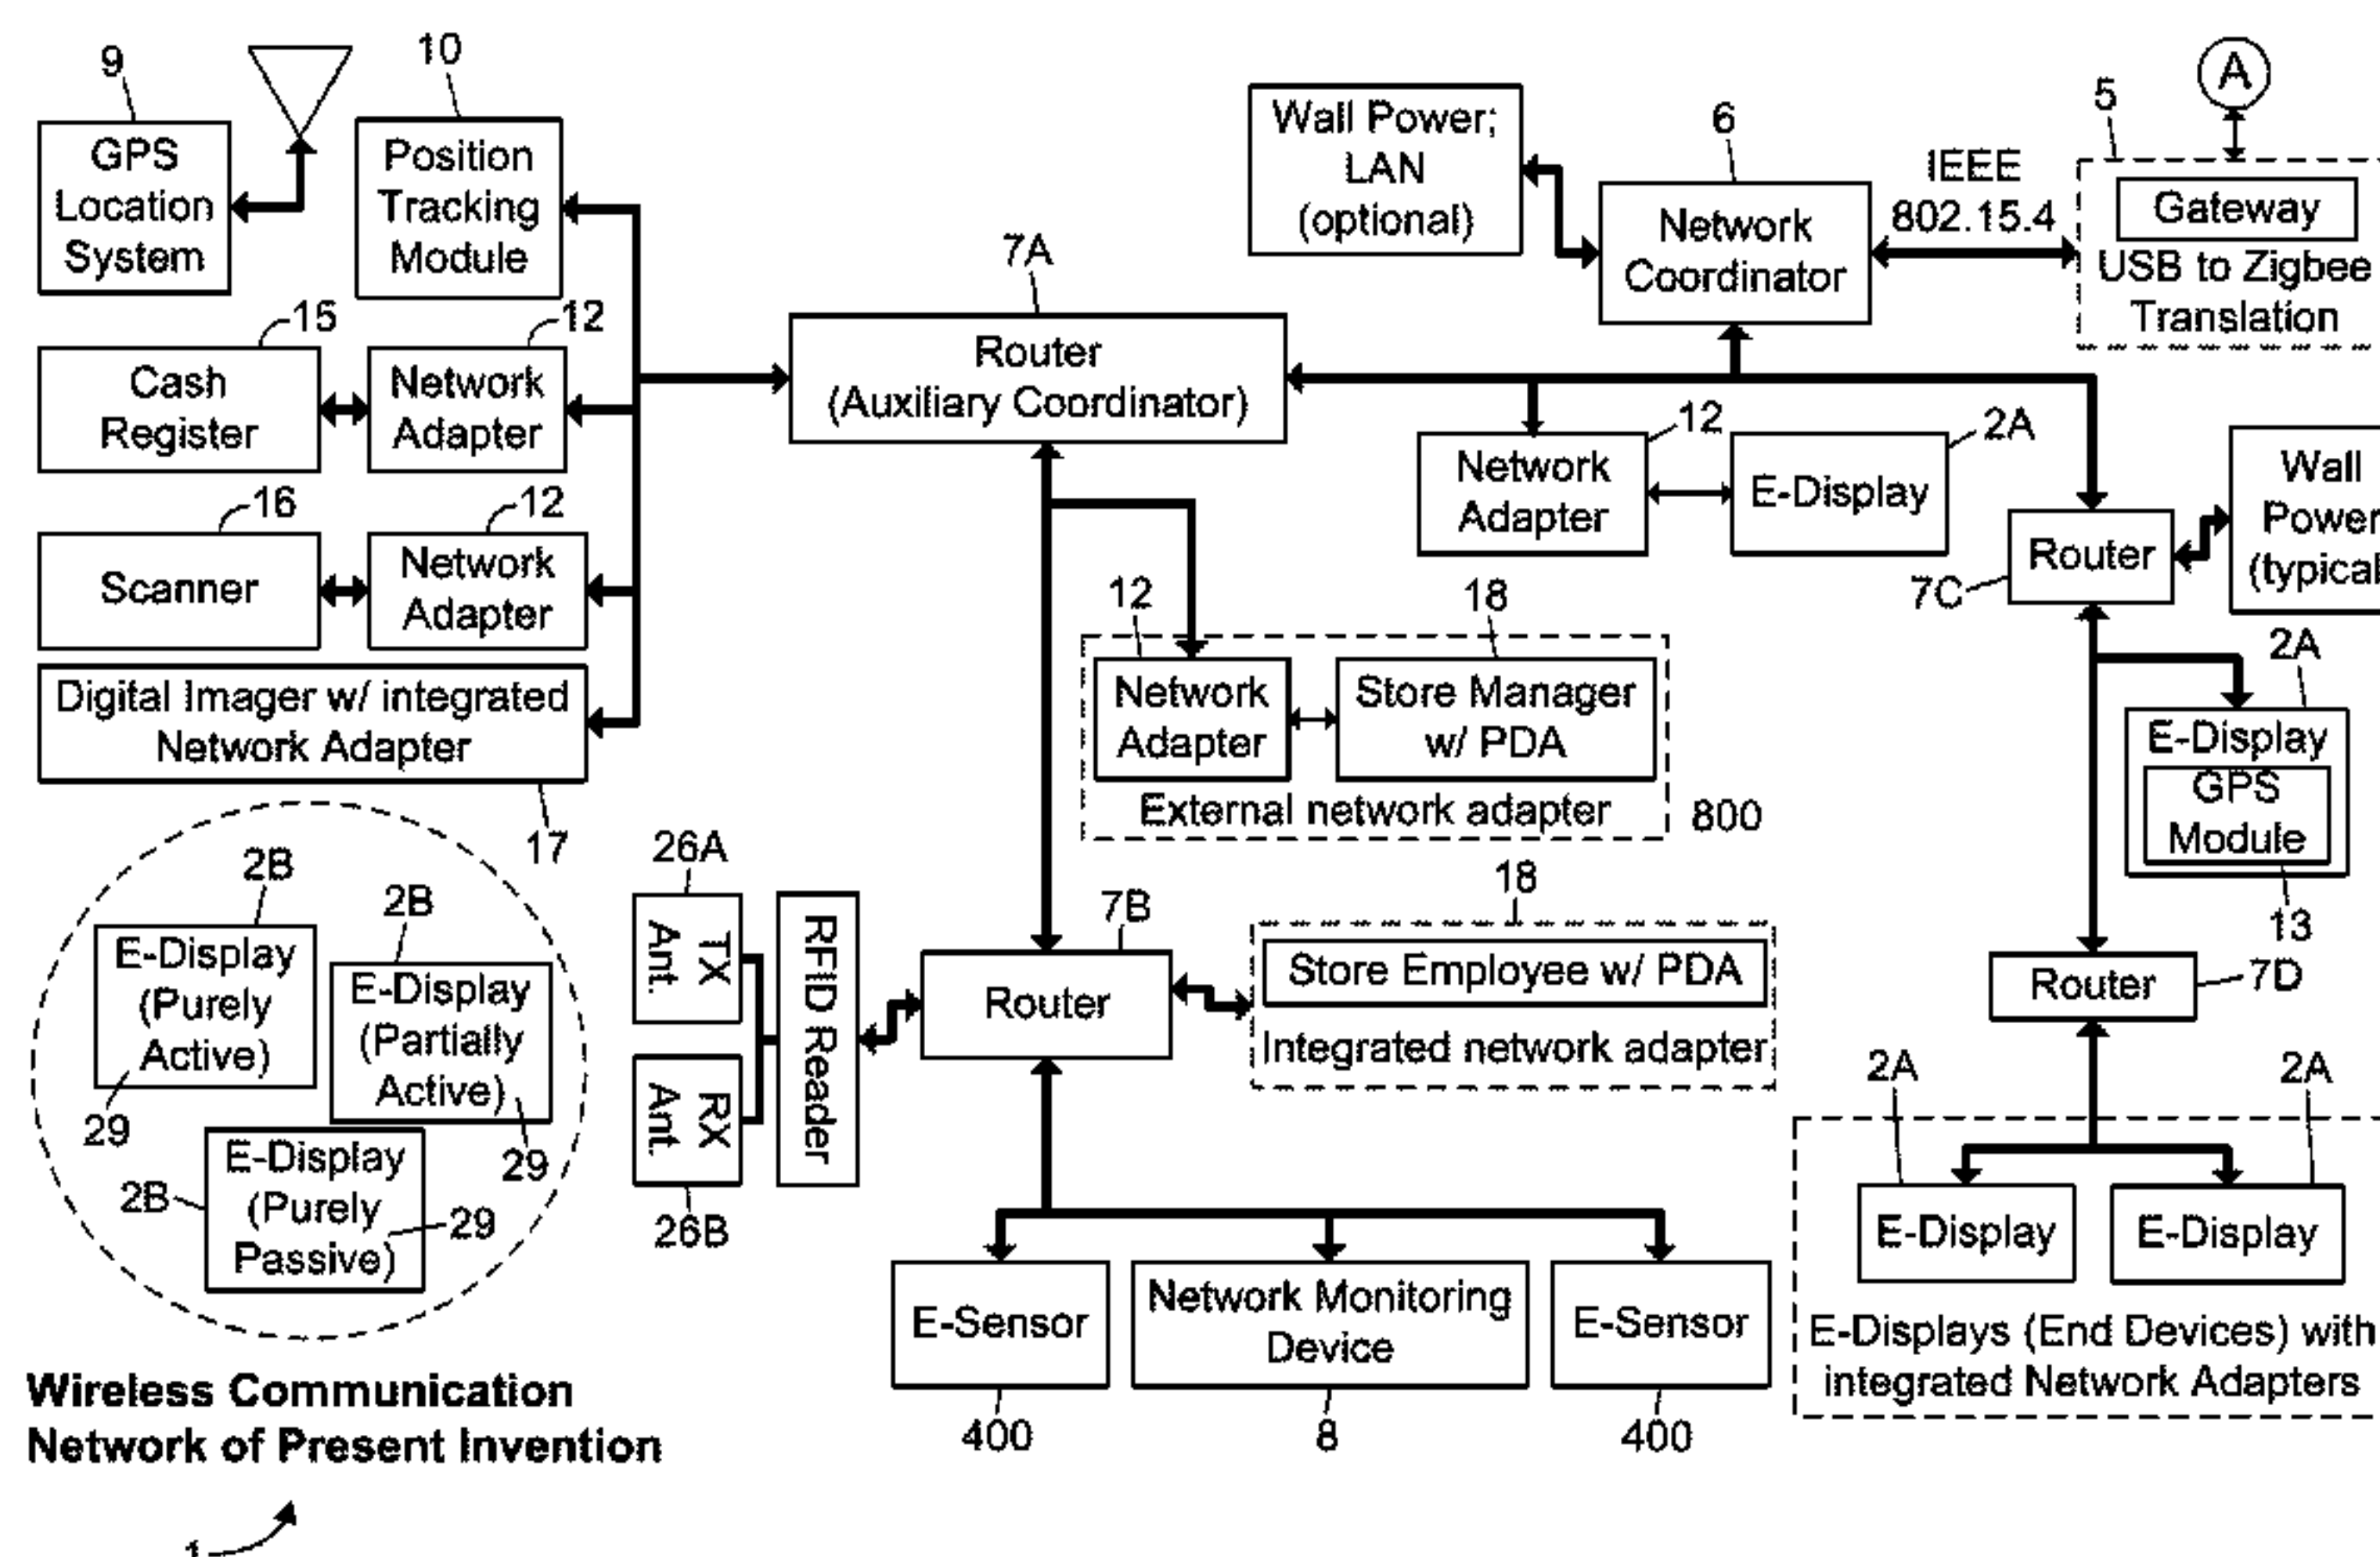 9
10
GPS
Location
System
Position
Tracking
Module
15
12
Cash
Register
Network
Adapter
16
12
Scanner
Network
Adapter
Digital Imager w/ integrated
Network Adapter
17
7A
Router
(Auxiliary Coordinator)
Wall Power;
LAN
(optional)
6
Network
Coordinator
IEEE
802.15.4
A
5
Gateway
USB to Zigbee
Translation
12
2A
Network
Adapter
E-Display
7C
Router
Wall
Power
(typical
2A
E-Display
GPS
Module
13
12
18
Network
Adapter
Store Manager
w/ PDA
External network adapter
800
2B
E-Display
(Purely
Active)
29
2B
E-Display
(Partially
Active)
29
2B
E-Display
(Purely
Passive)
29
26A
TX
Ant.
RX
Ant.
26B
RFID Reader
7B
Router
18
Store Employee w/ PDA
Integrated network adapter
7D
Router
2A
2A
E-Display
E-Display
E-Displays (End Devices) with
integrated Network Adapters
E-Sensor
Network Monitoring
Device
E-Sensor
400
8
400
Wireless Communication
Network of Present Invention
1